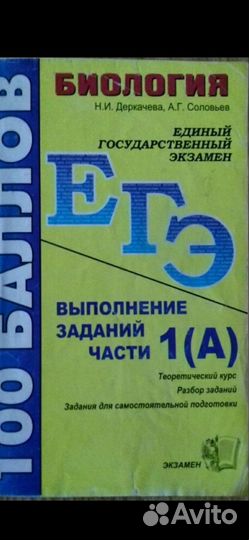 100 БАЛЛОВ
БИОЛОГИЯ
Н.И. Деркачева, А.Г. Соловьев
ЕДИНЫЙ
ГОСУДАРСТВЕННЫЙ
ЭКЗАМЕН
ЕГЭ
ВЫПОЛНЕНИЕ
ЗАДАНИЙ
ЧАСТИ 1(А)
Теоретический курс
Разбор заданий
Задания для самостоятельной подготовки
ЭКЗАМЕН
Avito